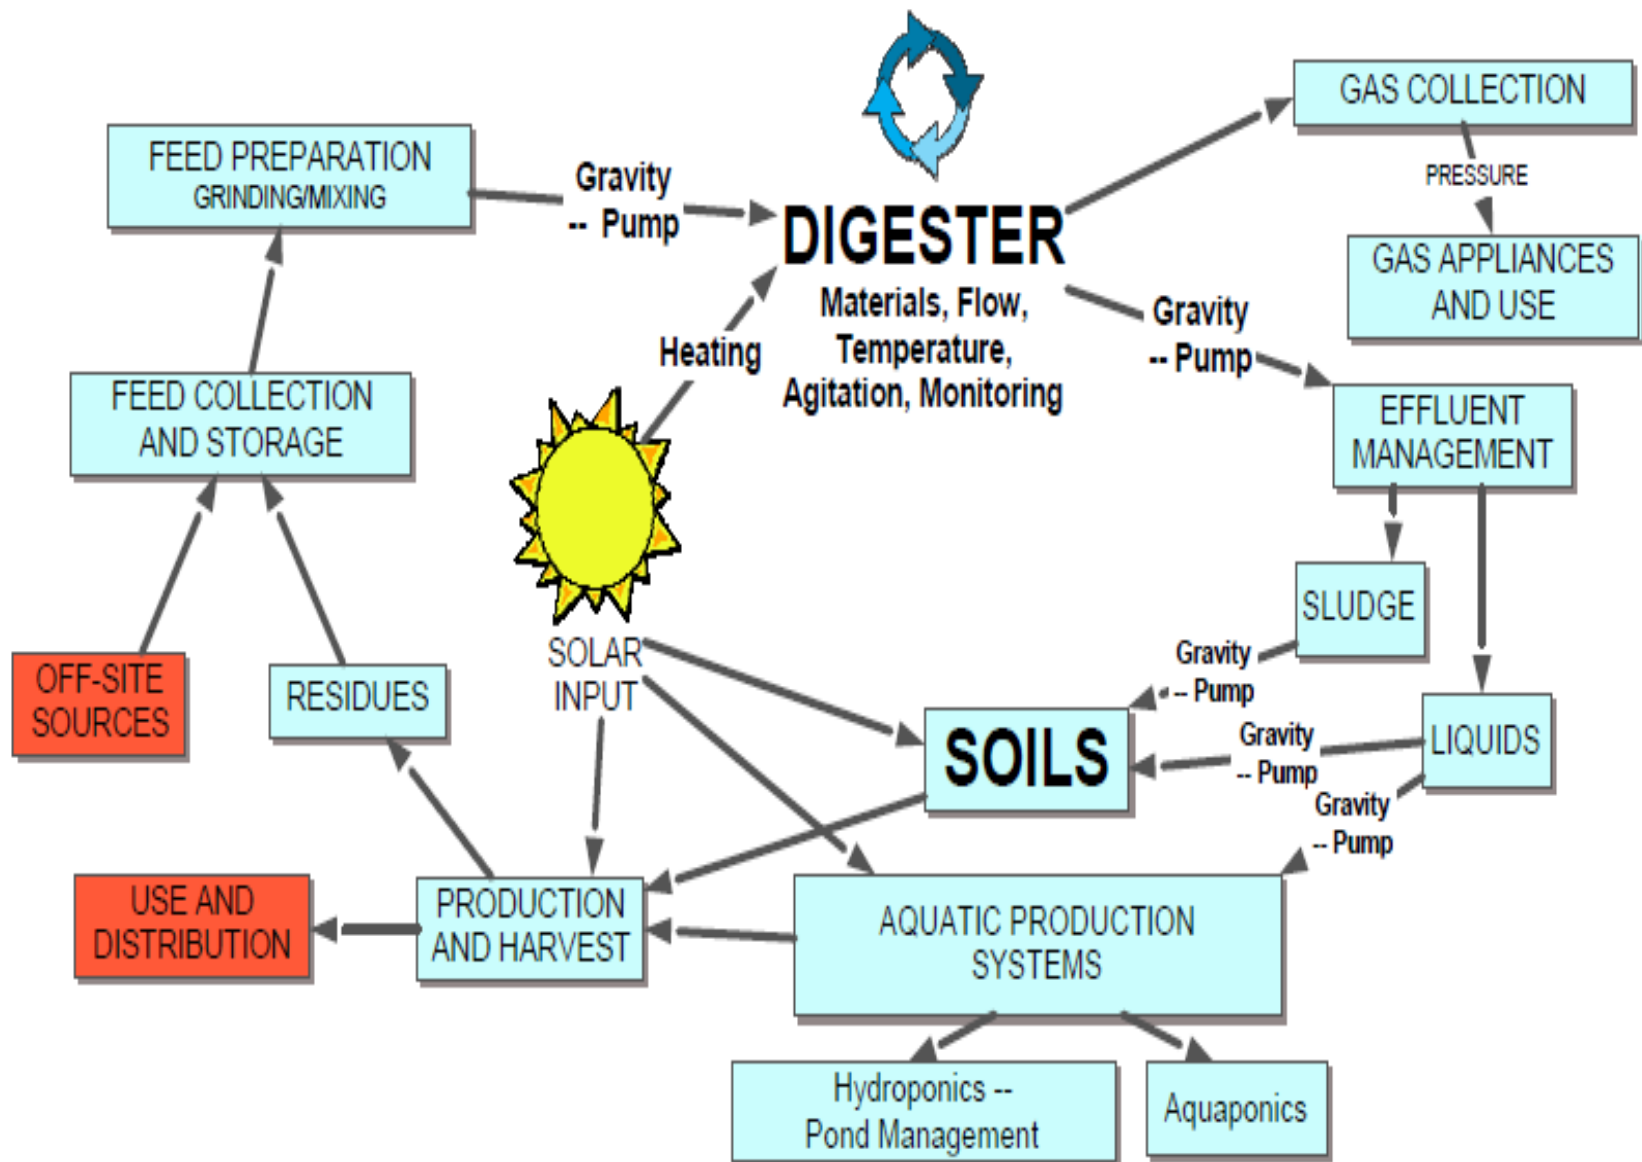 GAS COLLECTION
PRESSURE
GAS APPLIANCES
AND USE
FEED PREPARATION
GRINDING/MIXING
Gravity
-- Pump
DIGESTER
Materials, Flow,
Temperature,
Agitation, Monitoring
Heating
Gravity
-- Pump
FEED COLLECTION
AND STORAGE
EFFLUENT
MANAGEMENT
SLUDGE
Gravity
-- Pump
OFF-SITE
SOURCES
RESIDUES
SOLAR
INPUT
SOILS
Gravity
-- Pump
LIQUIDS
Gravity
-- Pump
USE AND
DISTRIBUTION
PRODUCTION
AND HARVEST
AQUATIC PRODUCTION
SYSTEMS
Hydroponics --
Pond Management
Aquaponics